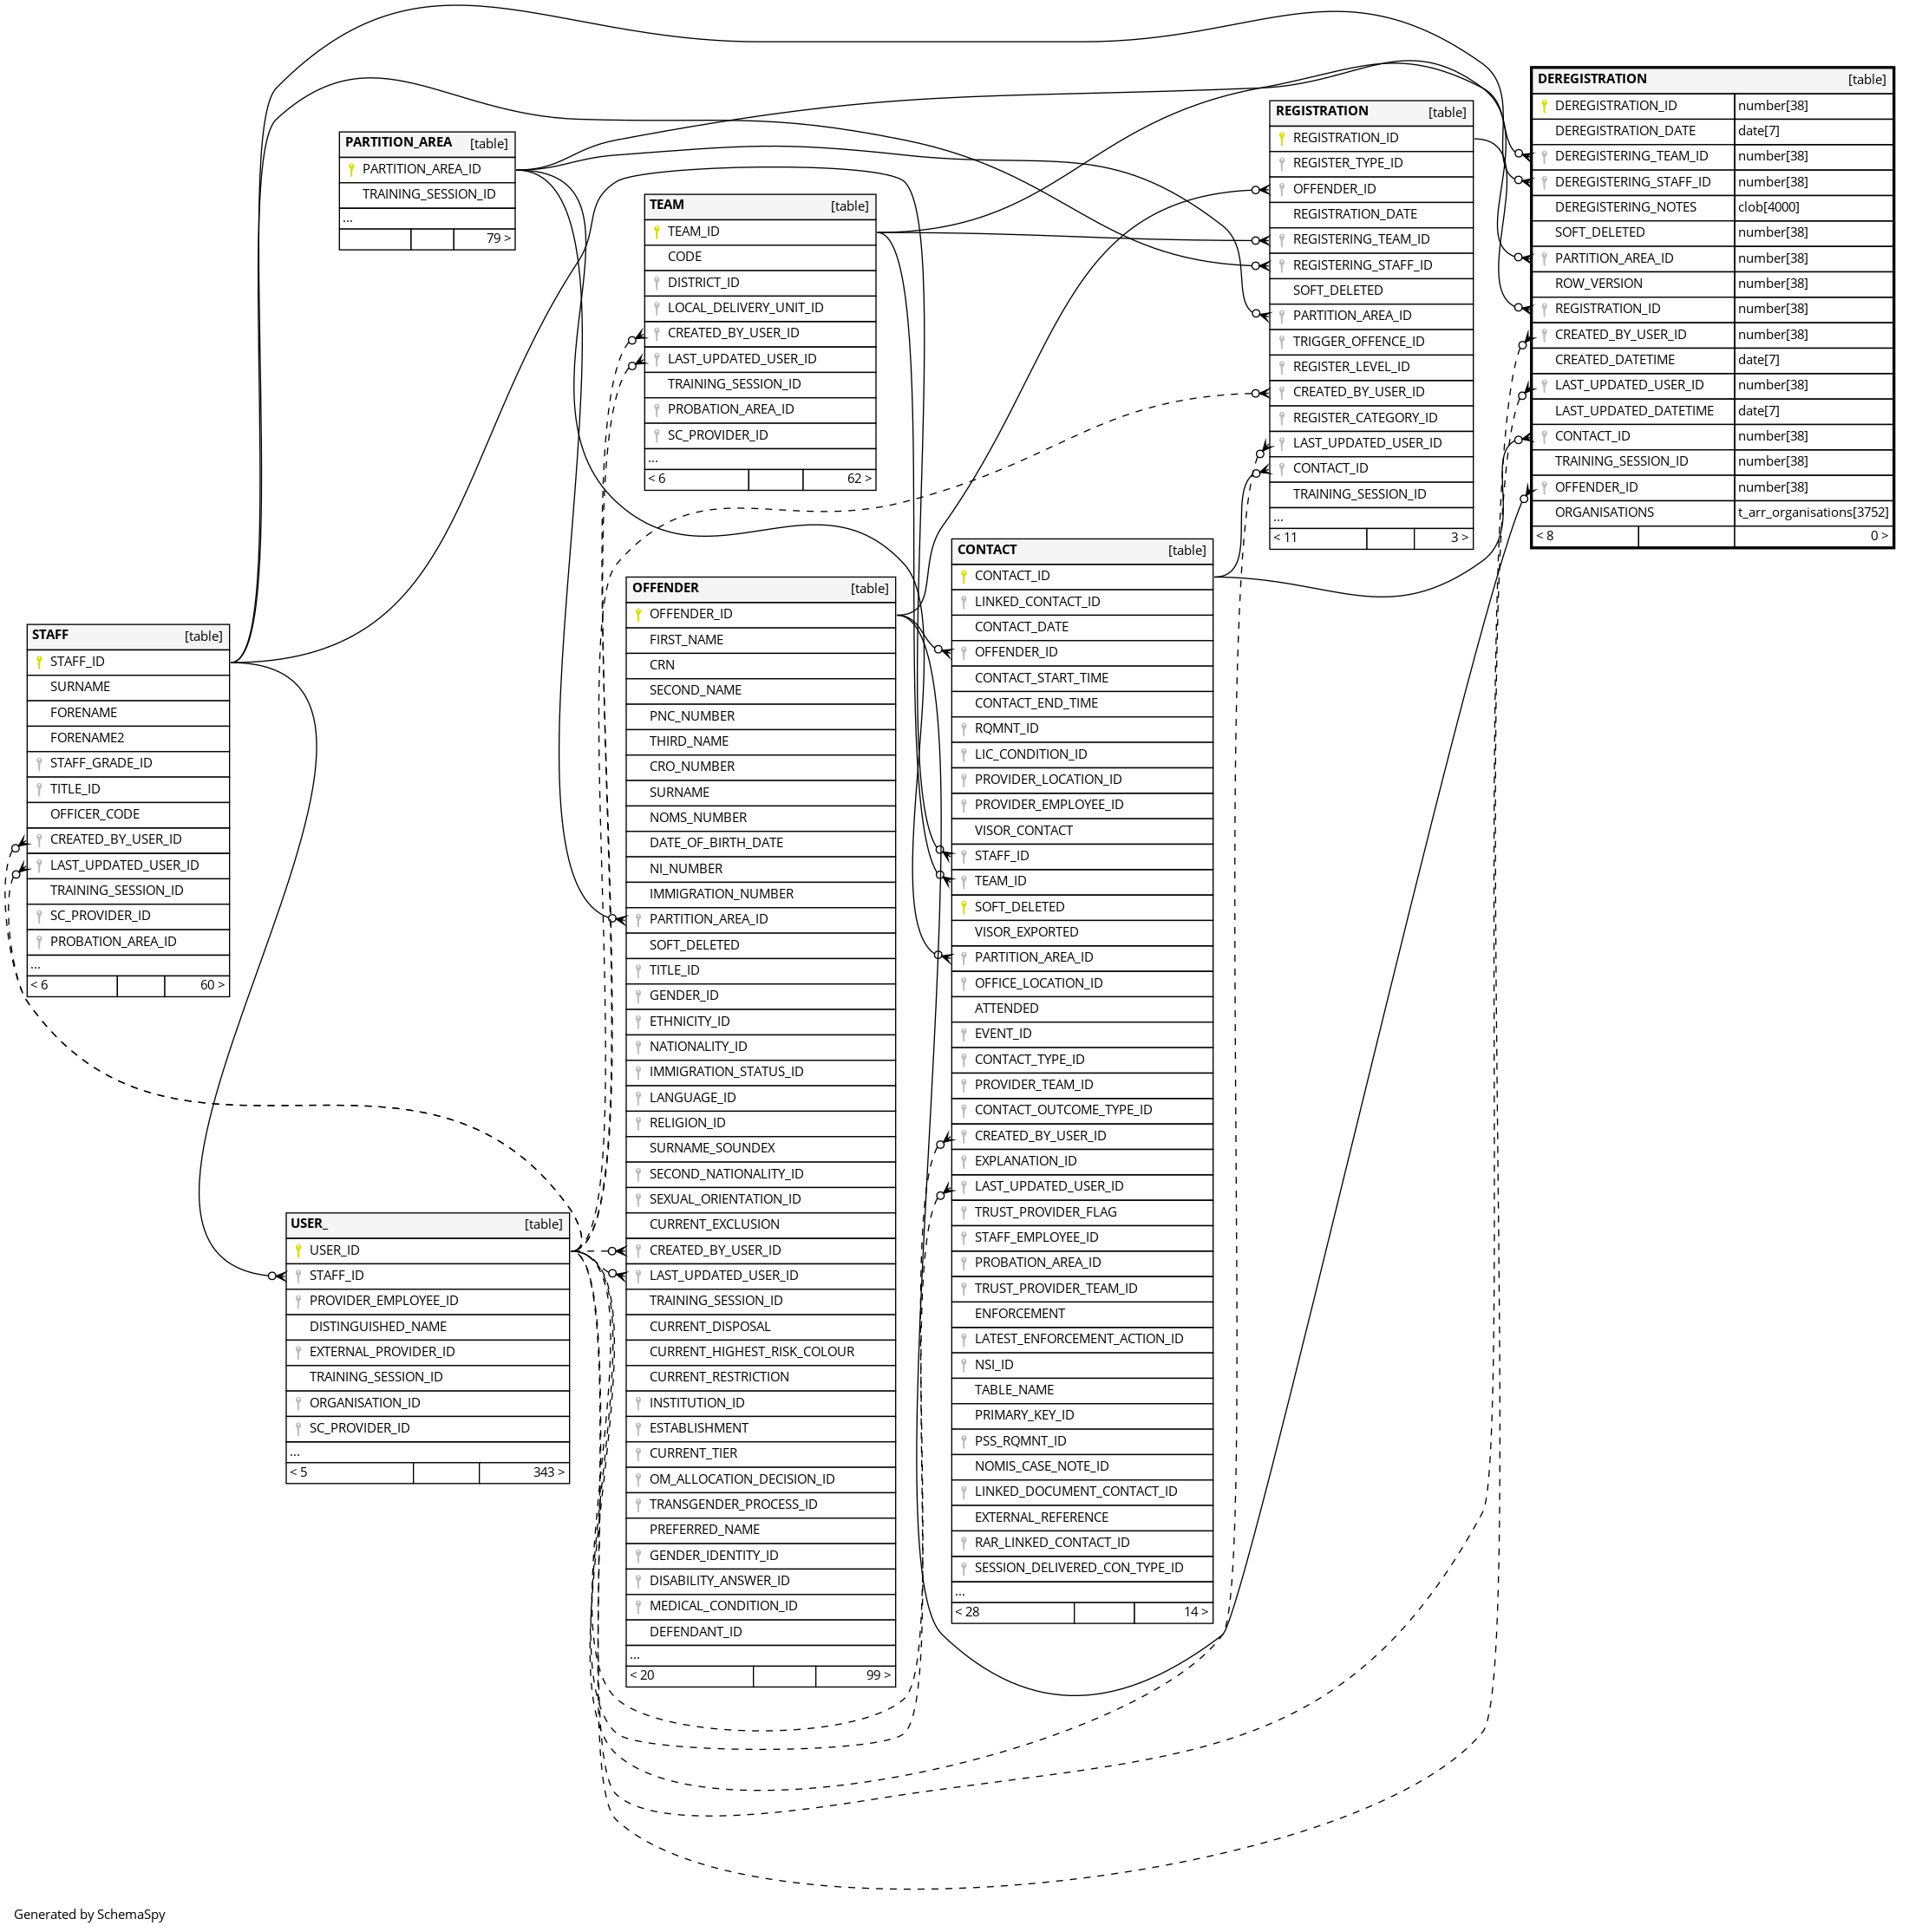 DEREGISTRATION [table]
DEREGISTRATION_ID number[38]
DEREGISTRATION_DATE date[7]
DEREGISTERING_TEAM_ID number[38]
DEREGISTERING_STAFF_ID number[38]
DEREGISTERING_NOTES clob[4000]
SOFT_DELETED number[38]
PARTITION_AREA_ID number[38]
ROW_VERSION number[38]
REGISTRATION_ID number[38]
CREATED_BY_USER_ID number[38]
CREATED_DATETIME date[7]
LAST_UPDATED_USER_ID number[38]
LAST_UPDATED_DATETIME date[7]
CONTACT_ID number[38]
TRAINING_SESSION_ID number[38]
OFFENDER_ID number[38]
ORGANISATIONS t_arr_organisations[3752]
< 8 0 >
REGISTRATION [table]
REGISTRATION_ID
REGISTER_TYPE_ID
OFFENDER_ID
REGISTRATION_DATE
REGISTERING_TEAM_ID
REGISTERING_STAFF_ID
SOFT_DELETED
PARTITION_AREA_ID
TRIGGER_OFFENCE_ID
REGISTER_LEVEL_ID
CREATED_BY_USER_ID
REGISTER_CATEGORY_ID
LAST_UPDATED_USER_ID
CONTACT_ID
TRAINING_SESSION_ID
...
< 11 3 >
PARTITION_AREA [table]
PARTITION_AREA_ID
TRAINING_SESSION_ID
...
79 >
TEAM [table]
TEAM_ID
CODE
DISTRICT_ID
LOCAL_DELIVERY_UNIT_ID
CREATED_BY_USER_ID
LAST_UPDATED_USER_ID
TRAINING_SESSION_ID
PROBATION_AREA_ID
SC_PROVIDER_ID
...
< 6 62 >
CONTACT [table]
CONTACT_ID
LINKED_CONTACT_ID
CONTACT_DATE
OFFENDER_ID
CONTACT_START_TIME
CONTACT_END_TIME
RQMNT_ID
LIC_CONDITION_ID
PROVIDER_LOCATION_ID
PROVIDER_EMPLOYEE_ID
VISOR_CONTACT
STAFF_ID
TEAM_ID
SOFT_DELETED
VISOR_EXPORTED
PARTITION_AREA_ID
OFFICE_LOCATION_ID
ATTENDED
EVENT_ID
CONTACT_TYPE_ID
PROVIDER_TEAM_ID
CONTACT_OUTCOME_TYPE_ID
CREATED_BY_USER_ID
EXPLANATION_ID
LAST_UPDATED_USER_ID
TRUST_PROVIDER_FLAG
STAFF_EMPLOYEE_ID
PROBATION_AREA_ID
TRUST_PROVIDER_TEAM_ID
ENFORCEMENT
LATEST_ENFORCEMENT_ACTION_ID
NSI_ID
TABLE_NAME
PRIMARY_KEY_ID
PSS_RQMNT_ID
NOMIS_CASE_NOTE_ID
LINKED_DOCUMENT_CONTACT_ID
EXTERNAL_REFERENCE
RAR_LINKED_CONTACT_ID
SESSION_DELIVERED_CON_TYPE_ID
...
< 28 14 >
OFFENDER [table]
OFFENDER_ID
FIRST_NAME
CRN
SECOND_NAME
PNC_NUMBER
THIRD_NAME
CRO_NUMBER
SURNAME
NOMS_NUMBER
DATE_OF_BIRTH_DATE
NI_NUMBER
IMMIGRATION_NUMBER
PARTITION_AREA_ID
SOFT_DELETED
TITLE_ID
GENDER_ID
ETHNICITY_ID
NATIONALITY_ID
IMMIGRATION_STATUS_ID
LANGUAGE_ID
RELIGION_ID
SURNAME_SOUNDEX
SECOND_NATIONALITY_ID
SEXUAL_ORIENTATION_ID
CURRENT_EXCLUSION
CREATED_BY_USER_ID
LAST_UPDATED_USER_ID
TRAINING_SESSION_ID
CURRENT_DISPOSAL
CURRENT_HIGHEST_RISK_COLOUR
CURRENT_RESTRICTION
INSTITUTION_ID
ESTABLISHMENT
CURRENT_TIER
OM_ALLOCATION_DECISION_ID
TRANSGENDER_PROCESS_ID
PREFERRED_NAME
GENDER_IDENTITY_ID
DISABILITY_ANSWER_ID
MEDICAL_CONDITION_ID
DEFENDANT_ID
...
< 20 99 >
STAFF [table]
STAFF_ID
SURNAME
FORENAME
FORENAME2
STAFF_GRADE_ID
TITLE_ID
OFFICER_CODE
CREATED_BY_USER_ID
LAST_UPDATED_USER_ID
TRAINING_SESSION_ID
SC_PROVIDER_ID
PROBATION_AREA_ID
...
< 6 60 >
USER_ [table]
USER_ID
STAFF_ID
PROVIDER_EMPLOYEE_ID
DISTINGUISHED_NAME
EXTERNAL_PROVIDER_ID
TRAINING_SESSION_ID
ORGANISATION_ID
SC_PROVIDER_ID
...
< 5 343 >
Generated by SchemaSpy